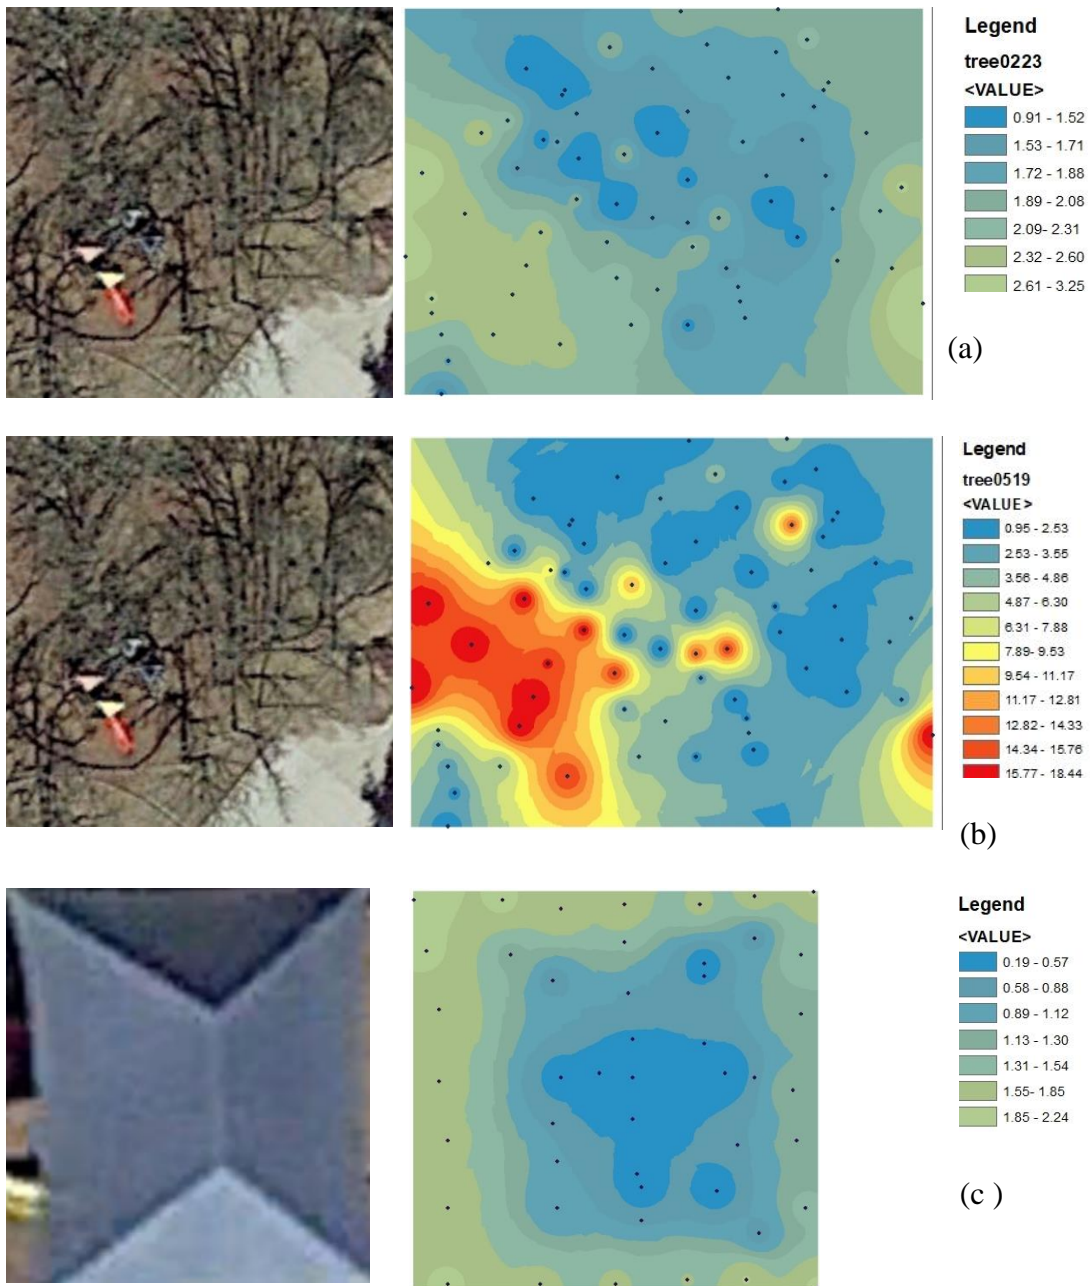 Legend
tree0223
<VALUE>
0.91 - 1.52
1.53 - 1.71
1.72 - 1.88
1.89 - 2.08
2.09- 2.31
2.32 - 2.60
2.61 - 3.25
(a)
Legend
tree0519
<VALUE>
0.95 - 2.53
2.53 - 3.55
3.56 - 4.86
4.87 - 6.30
6.31 - 7.88
7.89- 9.53
9.54 - 11.17
11.17 - 12.81
12.82 - 14.33
14.34 - 15.76
15.77 - 18.44
(b)
Legend
<VALUE>
0.19 - 0.57
0.58 - 0.88
0.89 - 1.12
1.13 - 1.30
1.31 - 1.54
1.55- 1.85
1.85 - 2.24
(c )